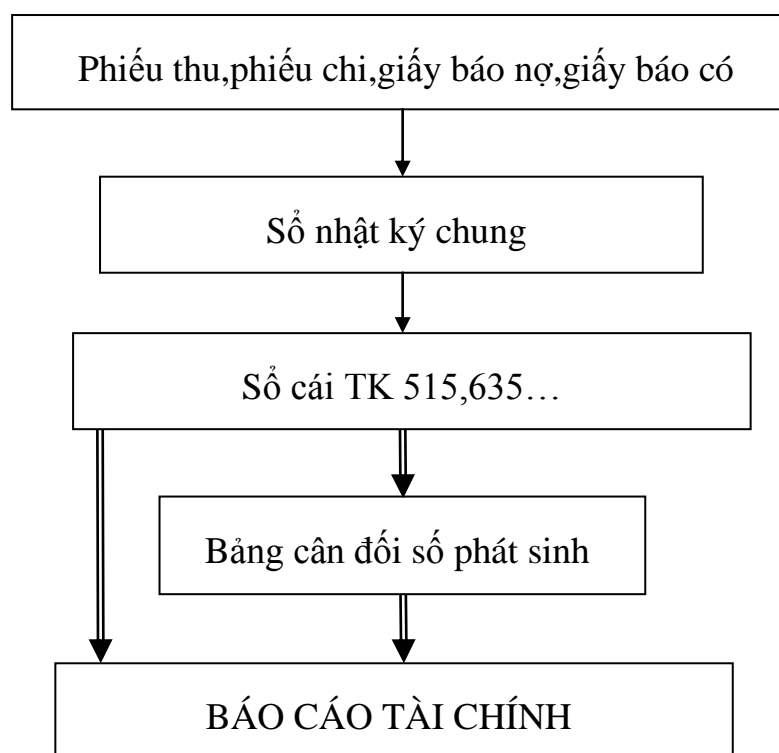 Phiếu thu,phiếu chi,giấy báo nợ,giấy báo có
Sổ nhật ký chung
Sổ cái TK 515,635…
Bảng cân đối số phát sinh
BÁO CÁO TÀI CHÍNH